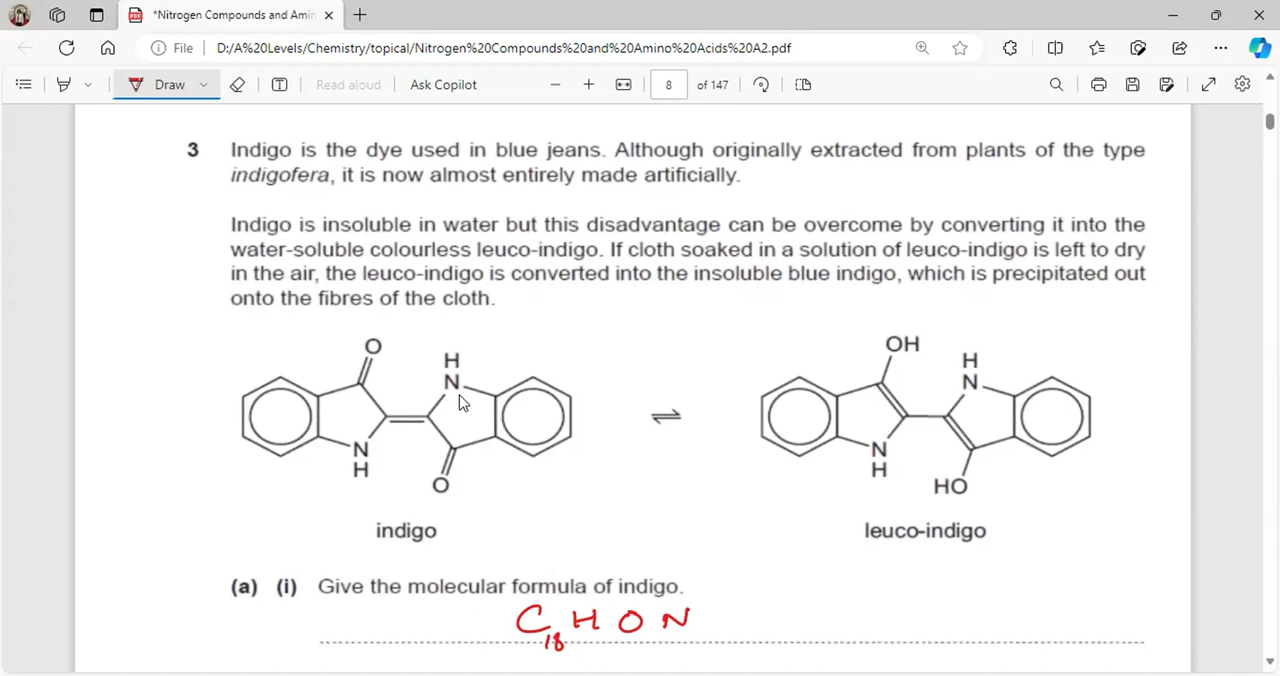 *Nitrogen Compounds and Amin
File D:/A%20Levels/Chemistry/topical/Nitrogen%20Compounds%20and%20Amino%20Acids%20A2.pdf
Draw Read aloud Ask Copilot 8 of 147
3 Indigo is the dye used in blue jeans. Although originally extracted from plants of the type
indigofera, it is now almost entirely made artificially.
Indigo is insoluble in water but this disadvantage can be overcome by converting it into the
water-soluble colourless leuco-indigo. If cloth soaked in a solution of leuco-indigo is left to dry
in the air, the leuco-indigo is converted into the insoluble blue indigo, which is precipitated out
onto the fibres of the cloth.
O OH
H H
N N
N N
H H
O HO
indigo leuco-indigo
(a) (i) Give the molecular formula of indigo.
C18 H O N